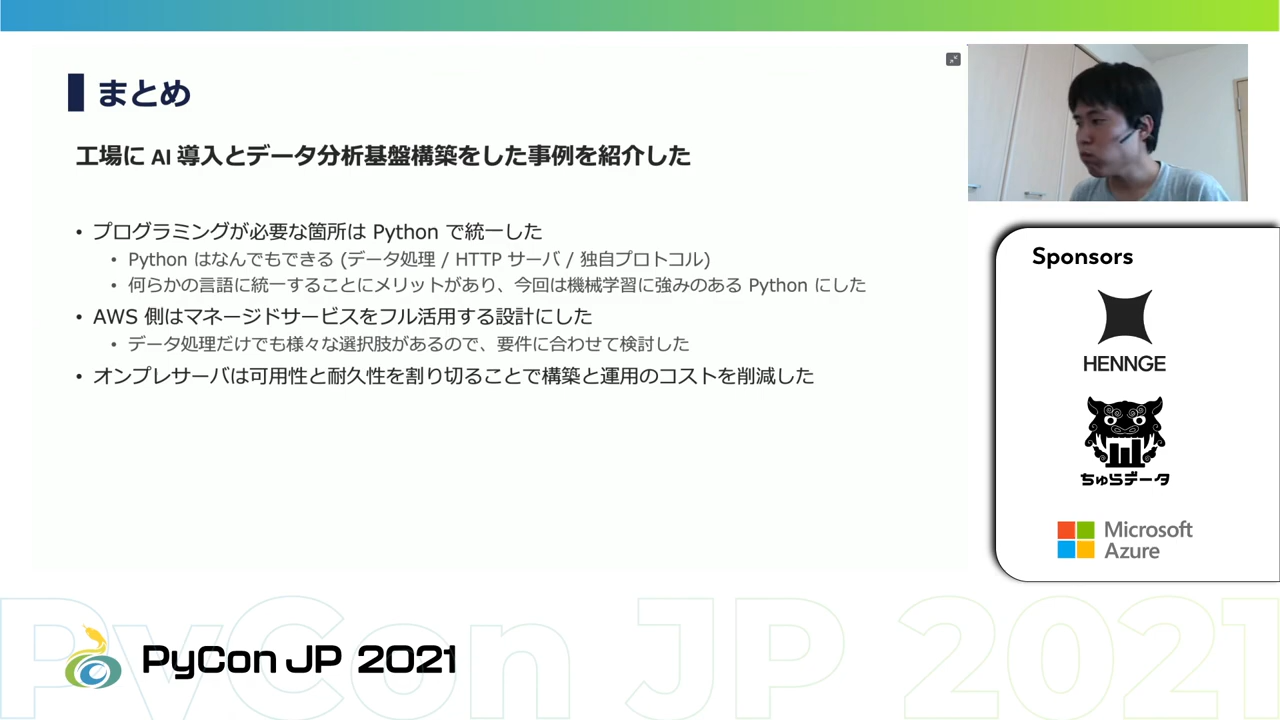 まとめ
工場に AI 導入とデータ分析基盤構築をした事例を紹介した
• プログラミングが必要な箇所は Python で統一した
• Python はなんでもできる (データ処理 / HTTP サーバ / 独自プロトコル)
• 何らかの言語に統一することにメリットがあり、今回は機械学習に強みのある Python にした
• AWS 側はマネージドサービスをフル活用する設計にした
• データ処理だけでも様々な選択肢があるので、要件に合わせて検討した
• オンプレサーバは可用性と耐久性を割り切ることで構築と運用のコストを削減した
Sponsors
HENNGE
ちゅらデータ
Microsoft
Azure
PyCon JP 2021
PyCon JP 2021